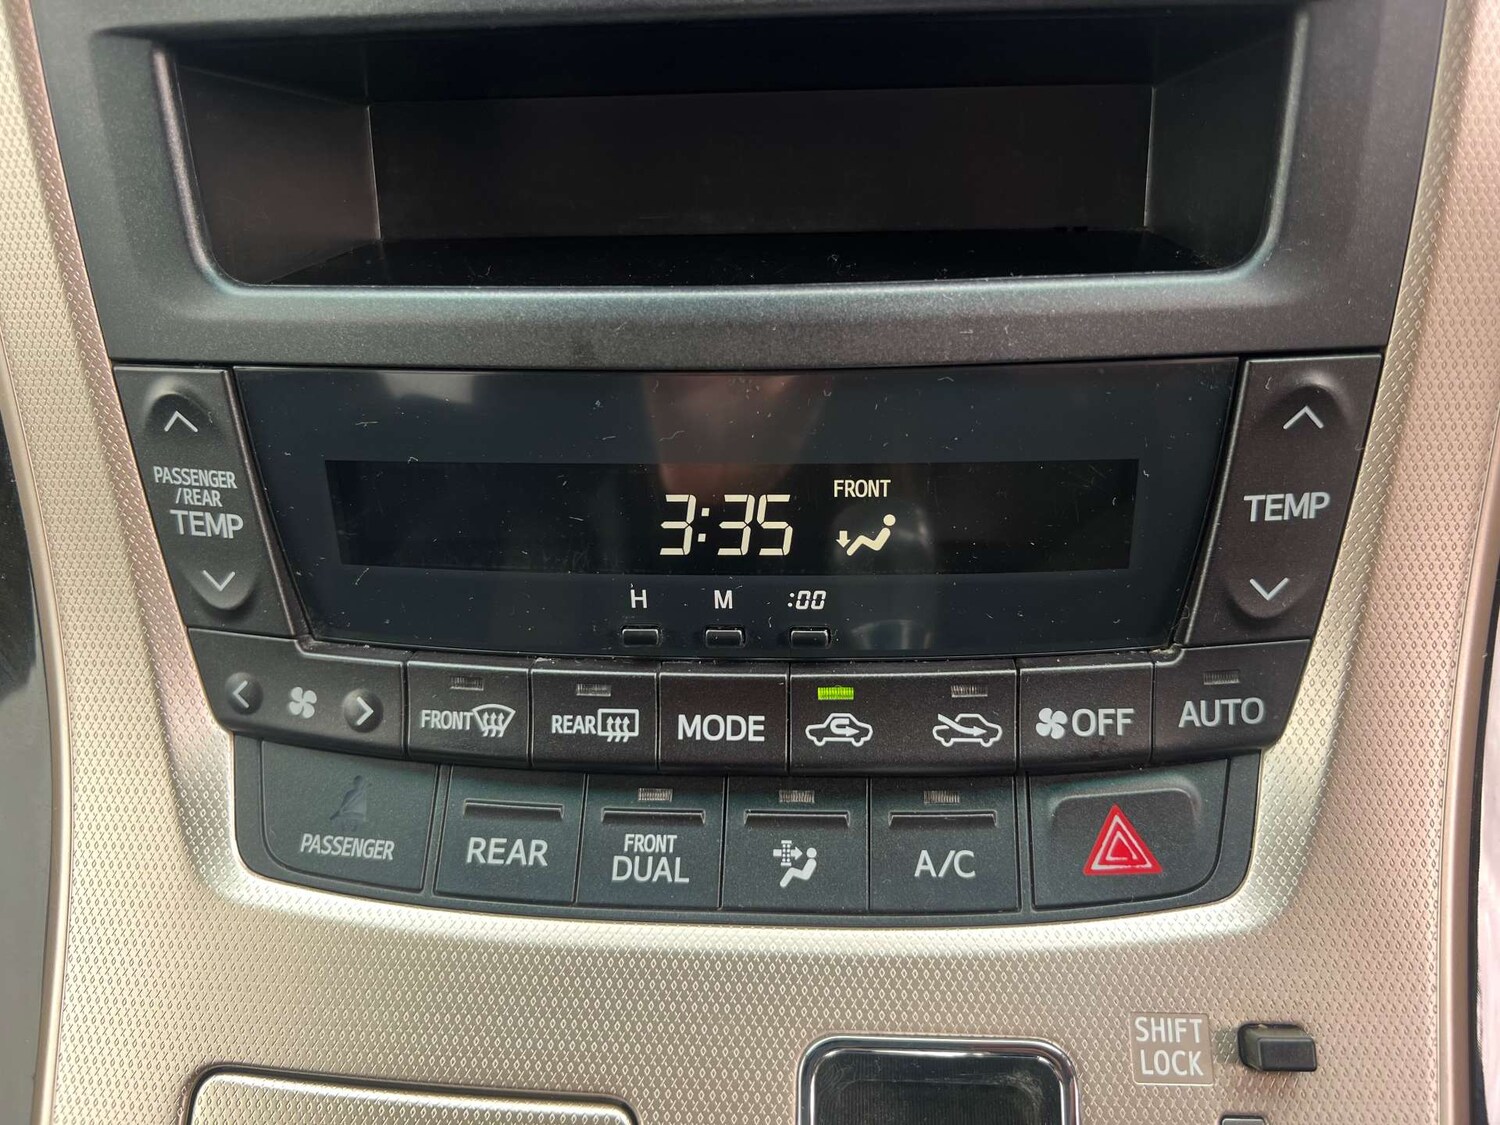 FRONT
3:35
PASSENGER
/REAR
TEMP
TEMP
H M :00
FRONT REAR MODE OFF AUTO
PASSENGER REAR FRONT
DUAL A/C
SHIFT
LOCK